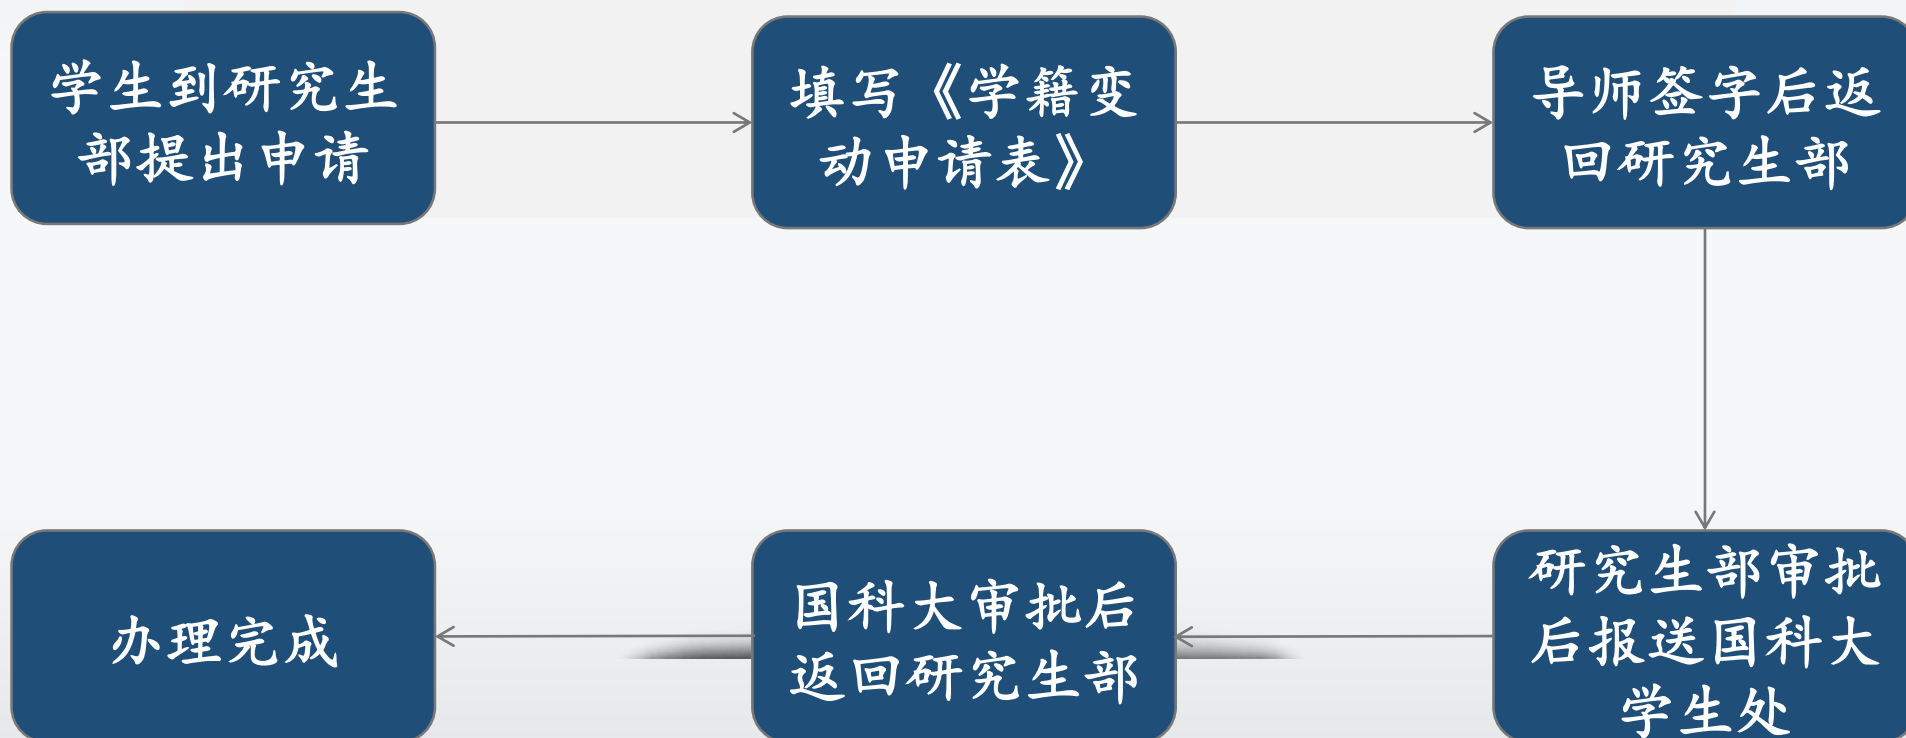 学生到研究生
部提出申请
填写《学籍变
动申请表》
导师签字后返
回研究生部
研究生部审批
后报送国科大
学生处
国科大审批后
返回研究生部
办理完成